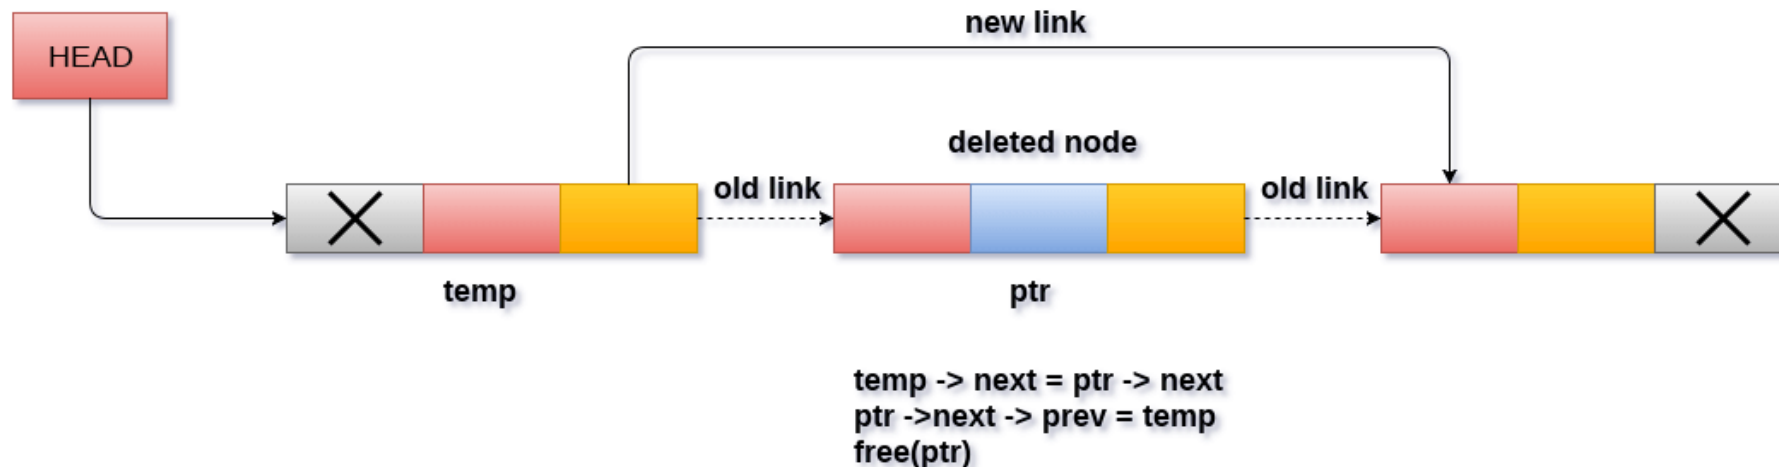 new link
HEAD
deleted node
old link
old link
temp
ptr
temp -> next = ptr -> next
ptr ->next -> prev = temp
free(ptr)